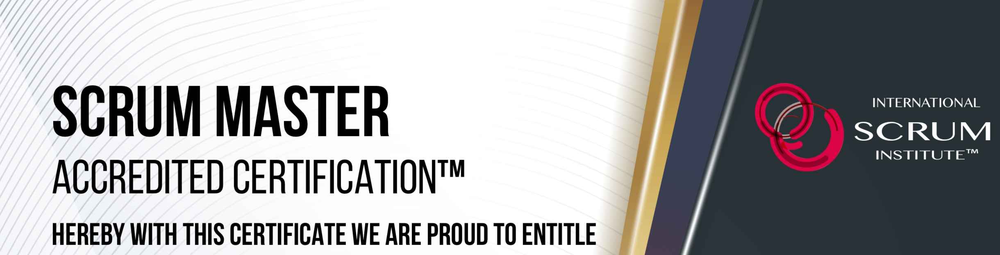 SCRUM MASTER
ACCREDITED CERTIFICATION™
HEREBY WITH THIS CERTIFICATE WE ARE PROUD TO ENTITLE
INTERNATIONAL
SCRUM
INSTITUTE™